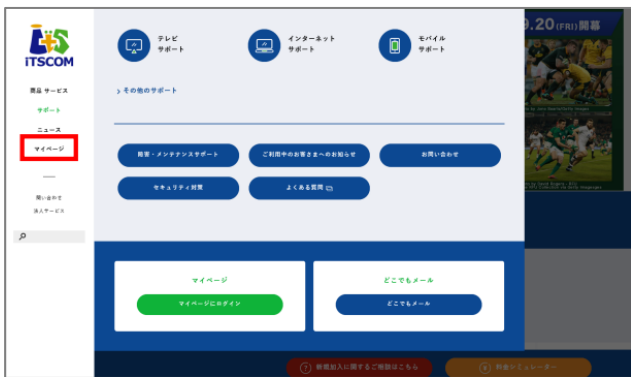 iTSCOM
商品 サービス
サポート
ニュース
マイページ
問い合わせ
法人サービス
テレビ
サポート
インターネット
サポート
モバイル
サポート
> その他のサポート
障害・メンテナンスサポート
ご利用中のお客さまへのお知らせ
お問い合わせ
セキュリティ対策
よくある質問
マイページ
マイページにログイン
どこでもメール
どこでもメール
9.20(FRI)開幕
? 新規加入に関するご相談はこちら
料金シミュレーター